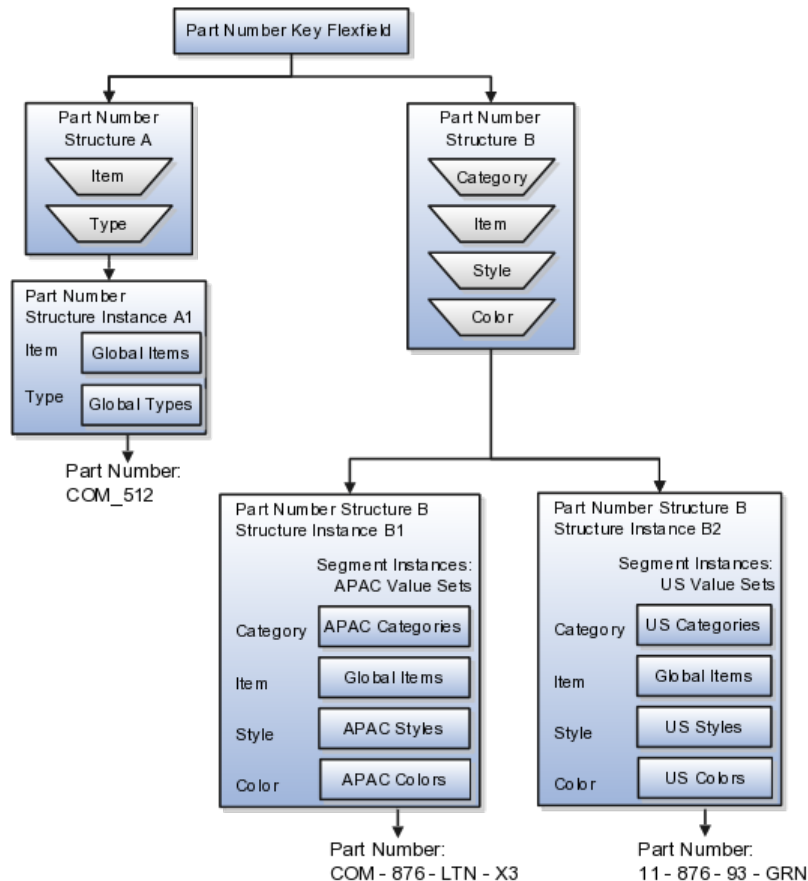 Part Number Key Flexfield
Part Number
Structure A
Item
Type
Part Number
Structure Instance A1
Item
Global Items
Type
Global Types
Part Number:
COM_512
Part Number
Structure B
Category
Item
Style
Color
Part Number Structure B
Structure Instance B1
Segment Instances:
APAC Value Sets
Category
APAC Categories
Item
Global Items
Style
APAC Styles
Color
APAC Colors
Part Number:
COM - 876 - LTN - X3
Part Number Structure B
Structure Instance B2
Segment Instances:
US Value Sets
Category
US Categories
Item
Global Items
Style
US Styles
Color
US Colors
Part Number:
11 - 876 - 93 - GRN